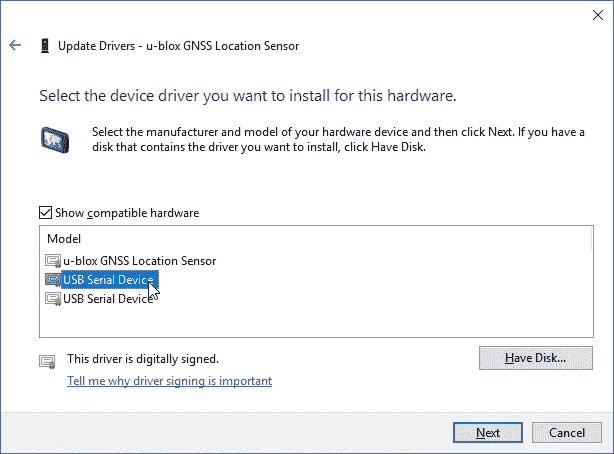 Update Drivers - u-blox GNSS Location Sensor
Select the device driver you want to install for this hardware.
Select the manufacturer and model of your hardware device and then click Next. If you have a
disk that contains the driver you want to install, click Have Disk.
Show compatible hardware
Model
u-blox GNSS Location Sensor
USB Serial Device
USB Serial Device
This driver is digitally signed.
Have Disk...
Tell me why driver signing is important
Next
Cancel